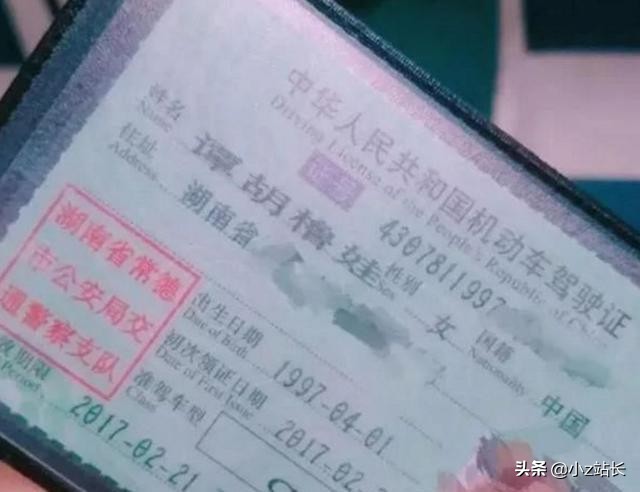 中华人民共和国机动车驾驶证
Driving License of the People's Republic of
证号 4307811997
姓名 谭胡橹娃 性别 女 国籍 中国
Name Sex Nationality
住址 湖南省
Address
湖南省常德
市公安局交
通警察支队
出生日期 1997-04-01
Date of Birth
初次领证日期 2017-02
Date of First Issue
准驾车型
Class
效期限 2017-02-21
Period
头条 @小z站长